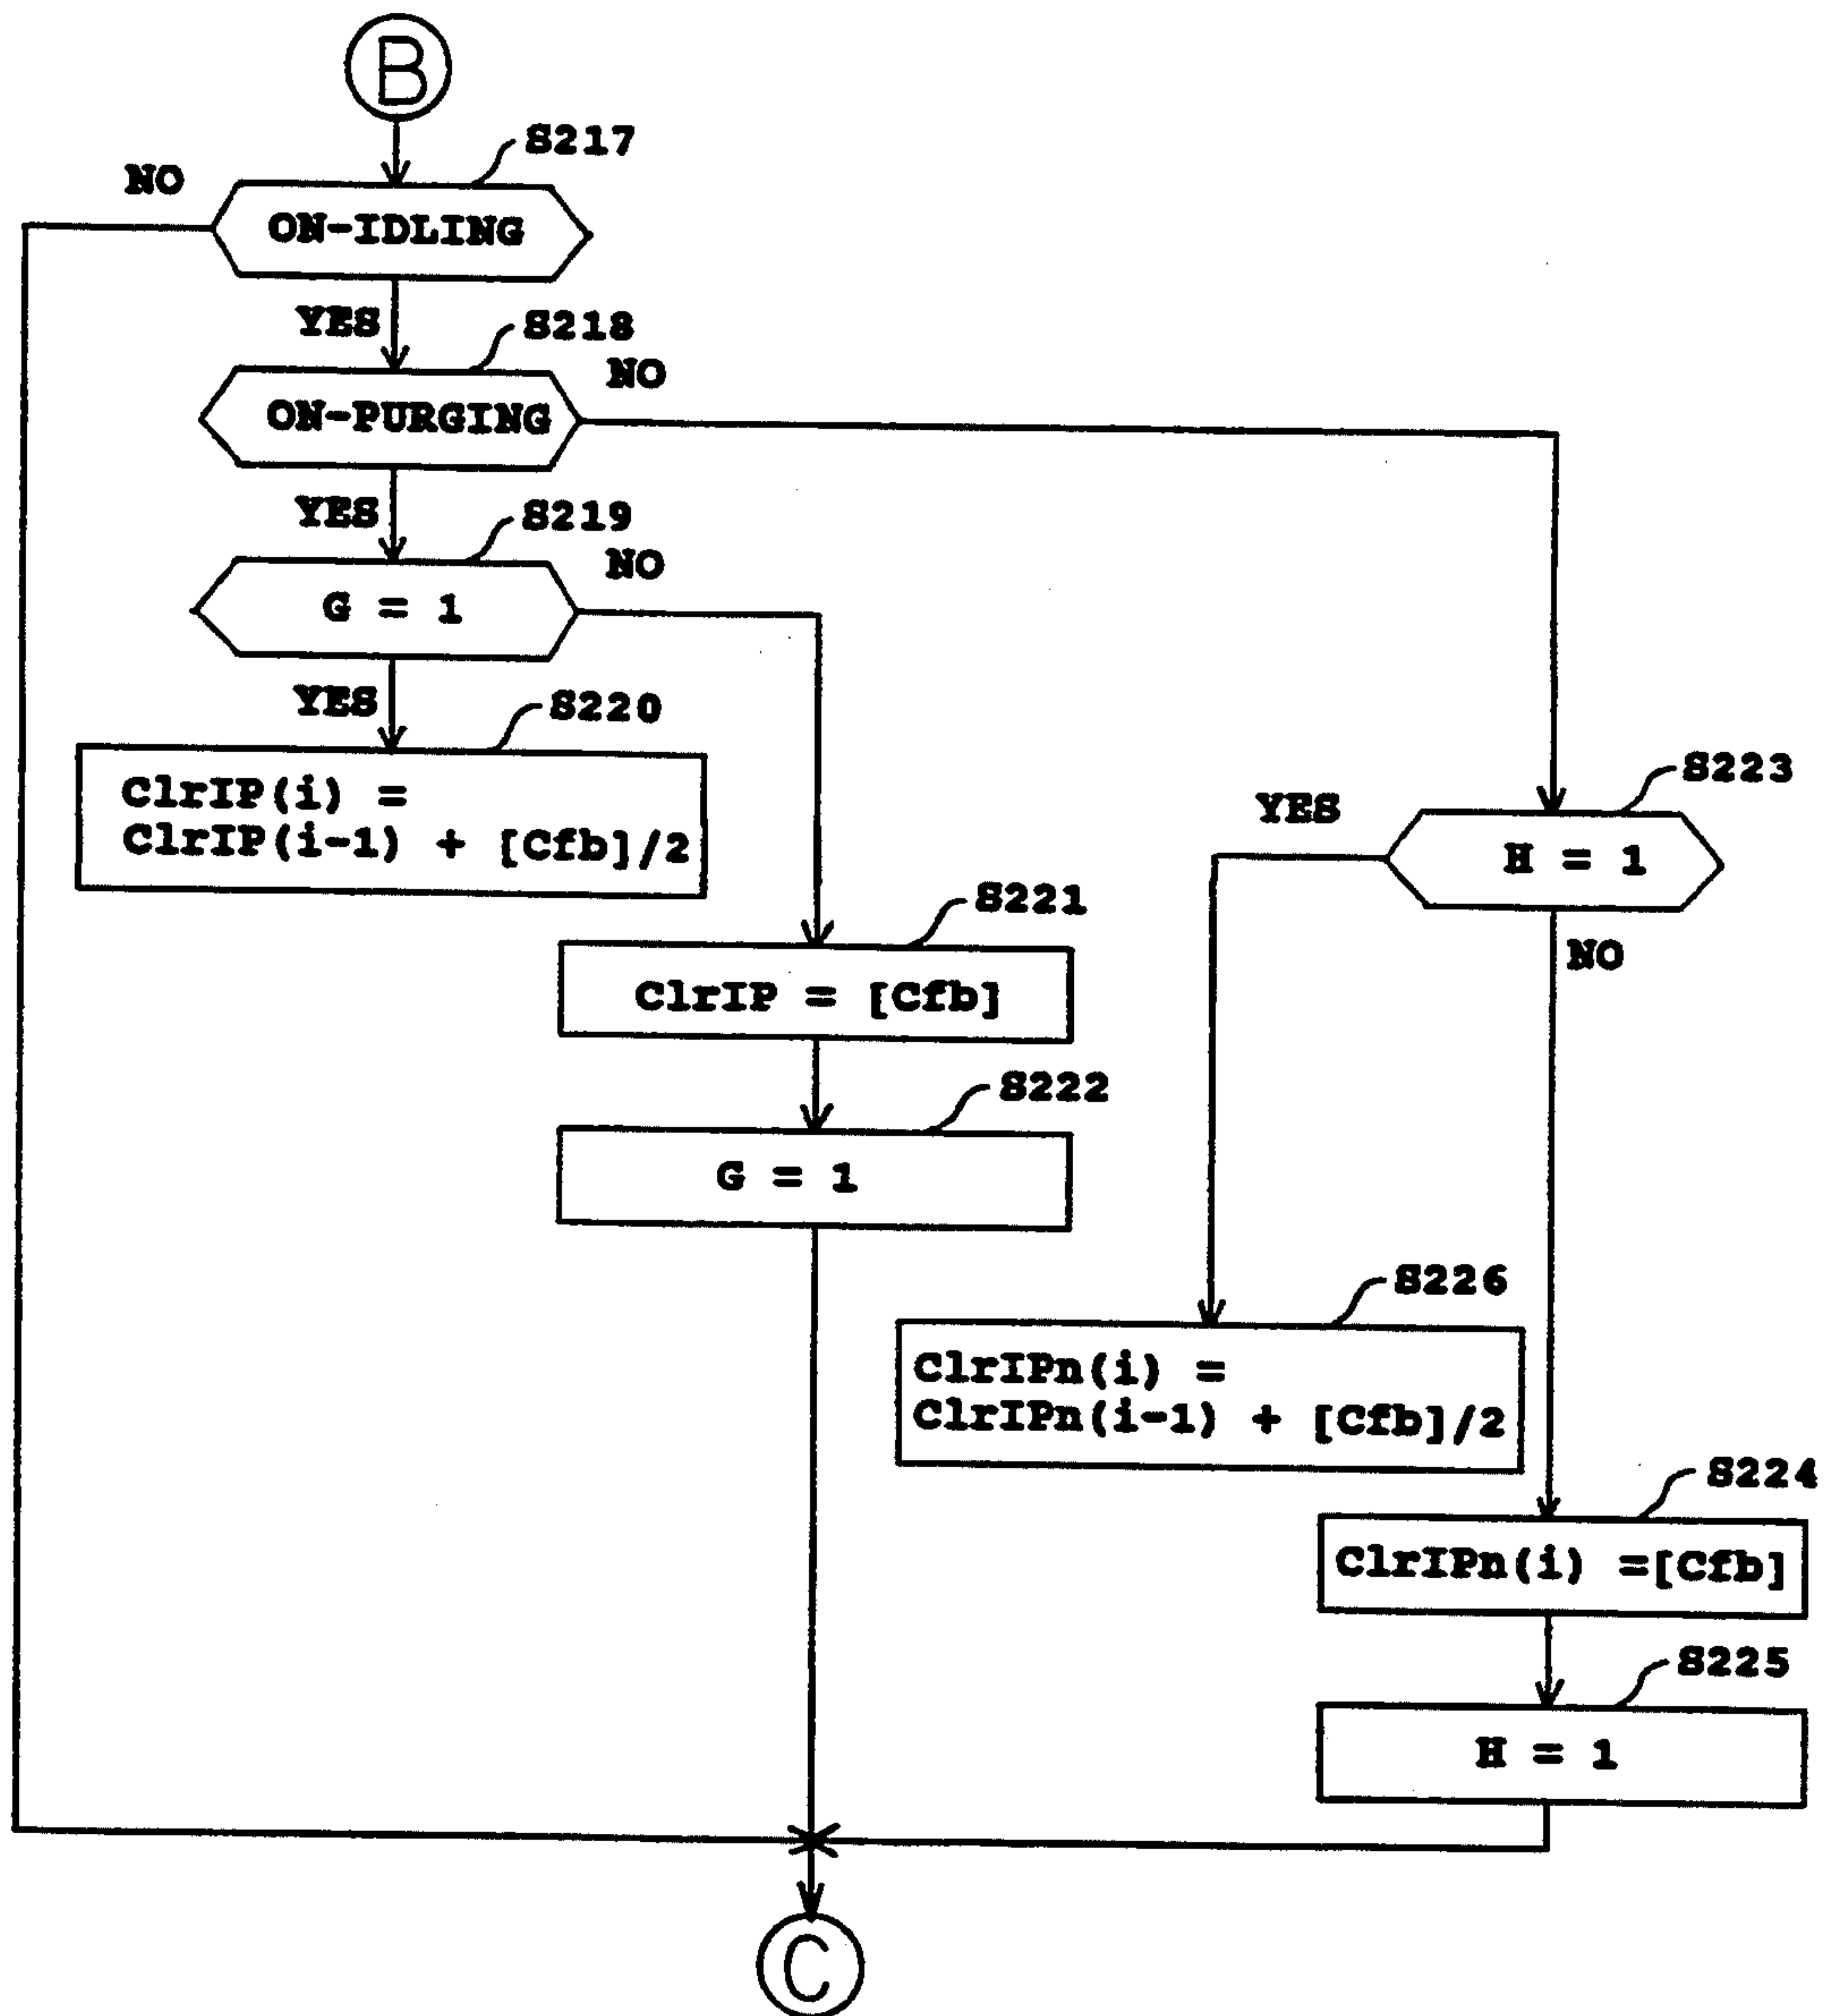 B
S217
NO
ON-IDLING
YES
S218
NO
ON-PURGING
YES
S219
NO
G = 1
YES
S220
ClrIP(i) =
ClrIP(i-1) + [Cfb]/2
S223
YES
H = 1
NO
S221
ClrIP = [Cfb]
S222
G = 1
S226
ClrIPn(i) =
ClrIPn(i-1) + [Cfb]/2
S224
ClrIPn(i) =[Cfb]
S225
H = 1
C